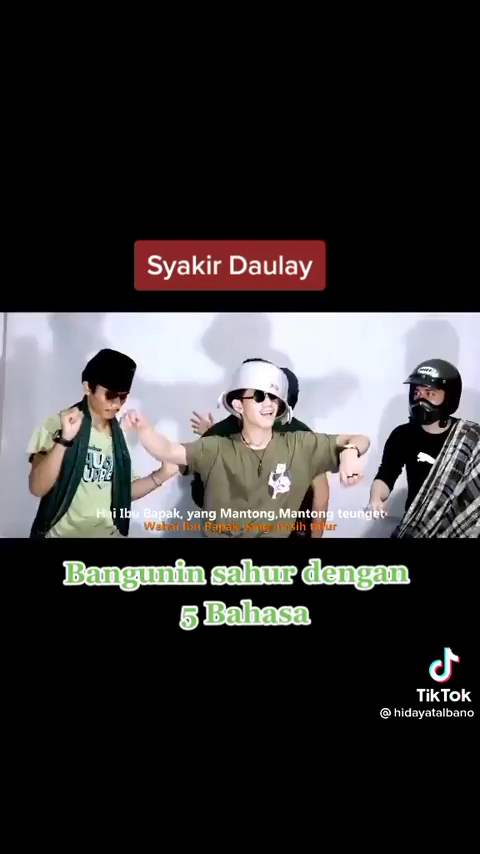 Syakir Daulay
Hai Ibu Bapak, yang Mantong,Mantong teunget
Wahai Ibu Bapak yang masih tidur
Bangunin sahur dengan
5 Bahasa
TikTok
@hidayatalbano